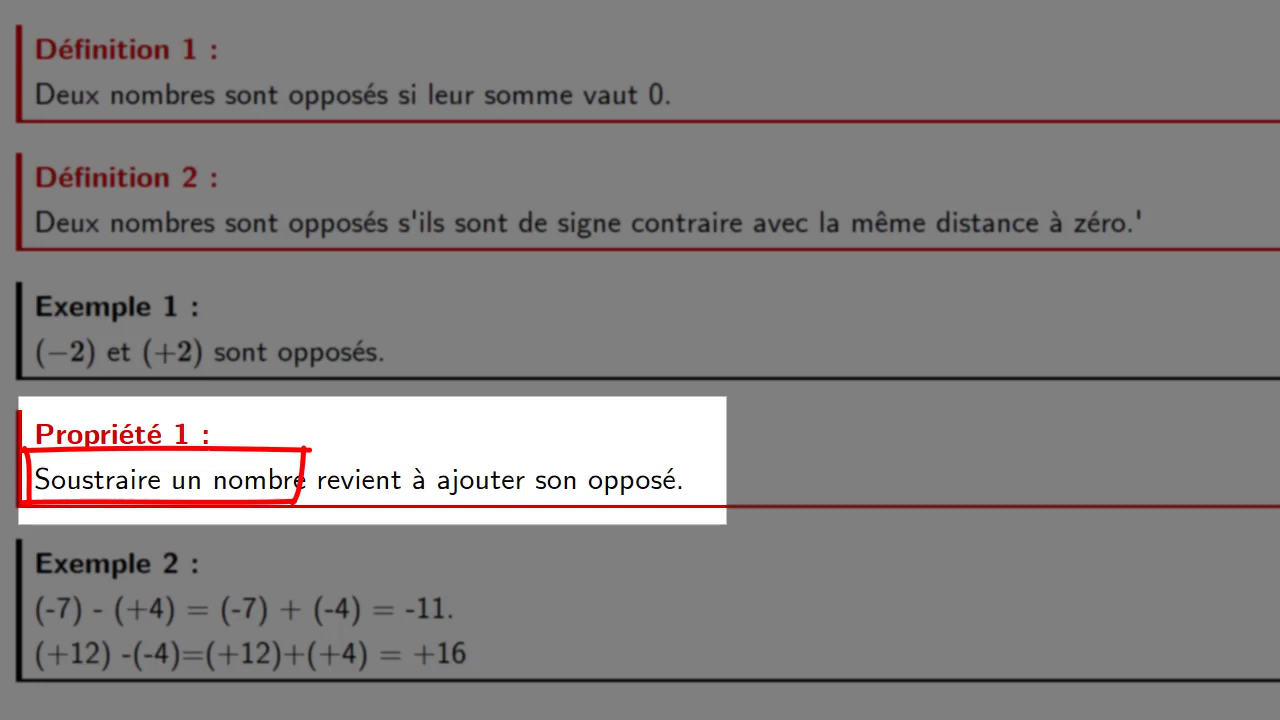 Définition 1 :
Deux nombres sont opposés si leur somme vaut 0.
Définition 2 :
Deux nombres sont opposés s'ils sont de signe contraire avec la même distance à zéro.'
Exemple 1 :
(−2) et (+2) sont opposés.
Propriété 1 :
Soustraire un nombre revient à ajouter son opposé.
Exemple 2 :
(-7) - (+4) = (-7) + (-4) = -11.
(+12) -(-4)=(+12)+(+4) = +16